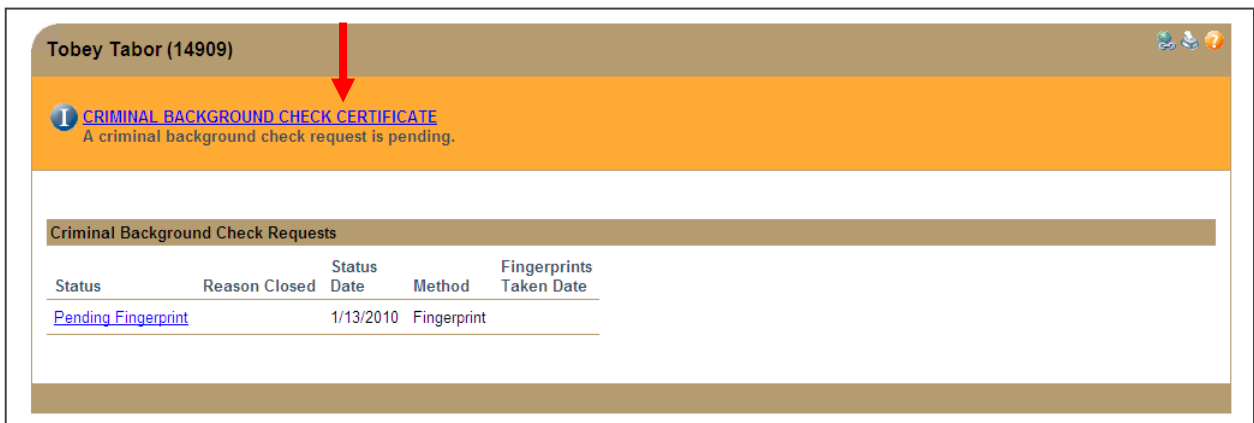 Tobey Tabor (14909)
CRIMINAL BACKGROUND CHECK CERTIFICATE
A criminal background check request is pending.
Criminal Background Check Requests
Status Reason Closed Status Date Method Fingerprints Taken Date
Pending Fingerprint 1/13/2010 Fingerprint